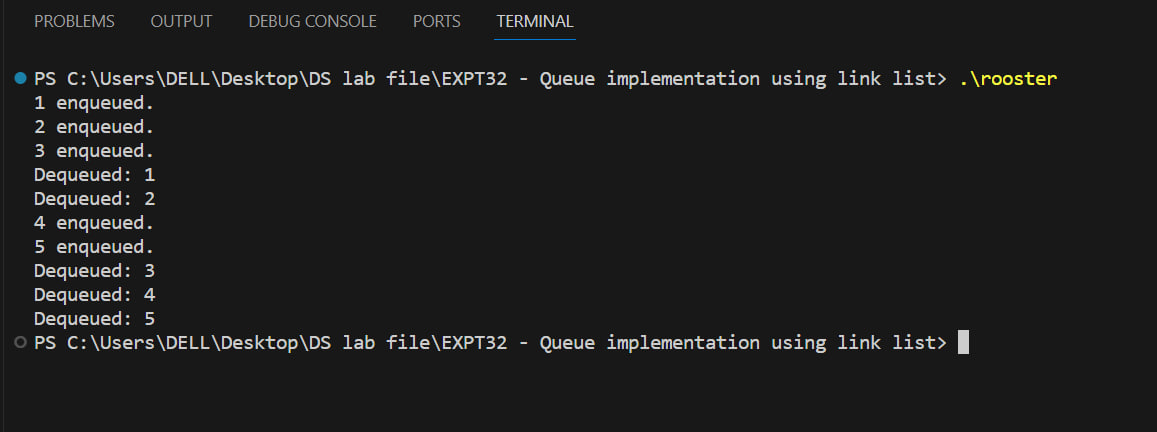 PROBLEMS OUTPUT DEBUG CONSOLE PORTS TERMINAL
PS C:\Users\DELL\Desktop\DS lab file\EXPT32 - Queue implementation using link list> .\rooster
1 enqueued.
2 enqueued.
3 enqueued.
Dequeued: 1
Dequeued: 2
4 enqueued.
5 enqueued.
Dequeued: 3
Dequeued: 4
Dequeued: 5
PS C:\Users\DELL\Desktop\DS lab file\EXPT32 - Queue implementation using link list>